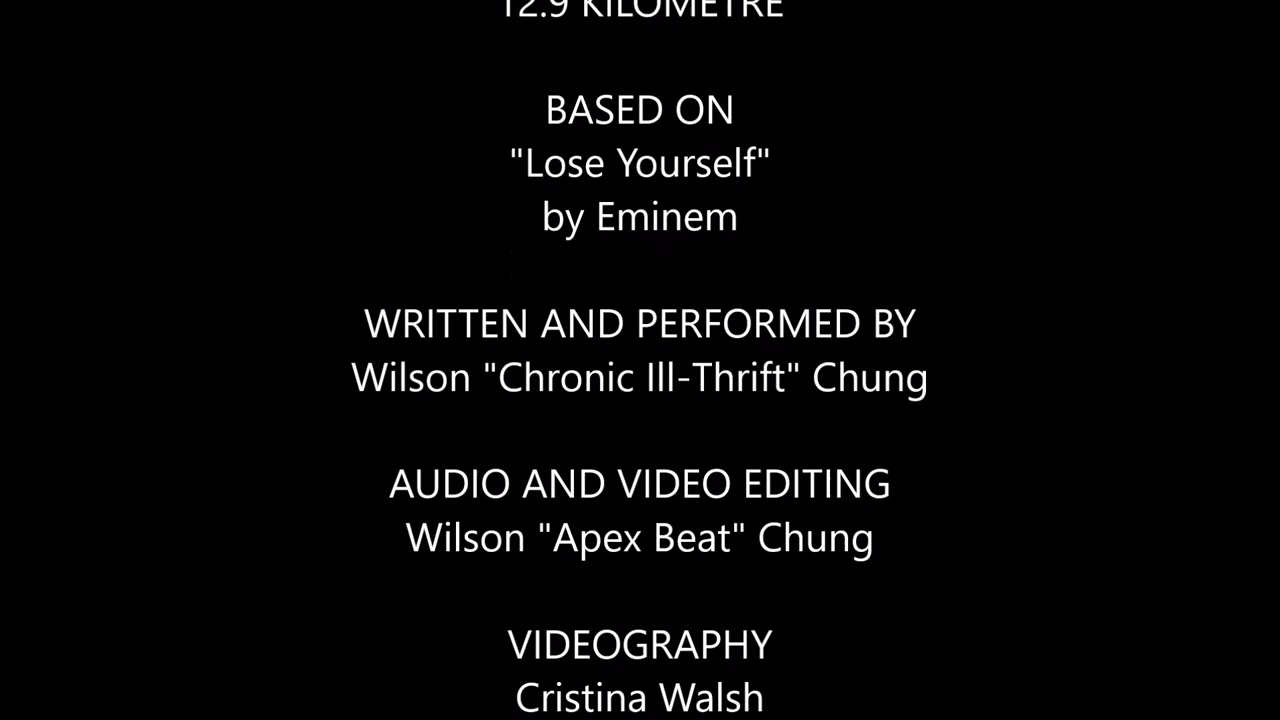 12.9 KILOMETRE
BASED ON
"Lose Yourself"
by Eminem
WRITTEN AND PERFORMED BY
Wilson "Chronic Ill-Thrift" Chung
AUDIO AND VIDEO EDITING
Wilson "Apex Beat" Chung
VIDEOGRAPHY
Cristina Walsh